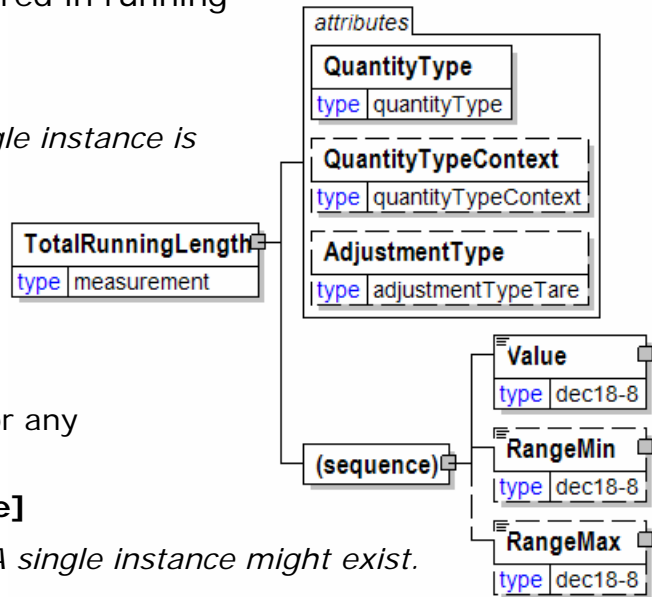 red in running
attributes
QuantityType
type quantityType
gle instance is
QuantityTypeContext
type quantityTypeContext
TotalRunningLength
type measurement
AdjustmentType
type adjustmentTypeTare
Value
type dec18-8
or any
(sequence)
RangeMin
type dec18-8
e]
A single instance might exist.
RangeMax
type dec18-8